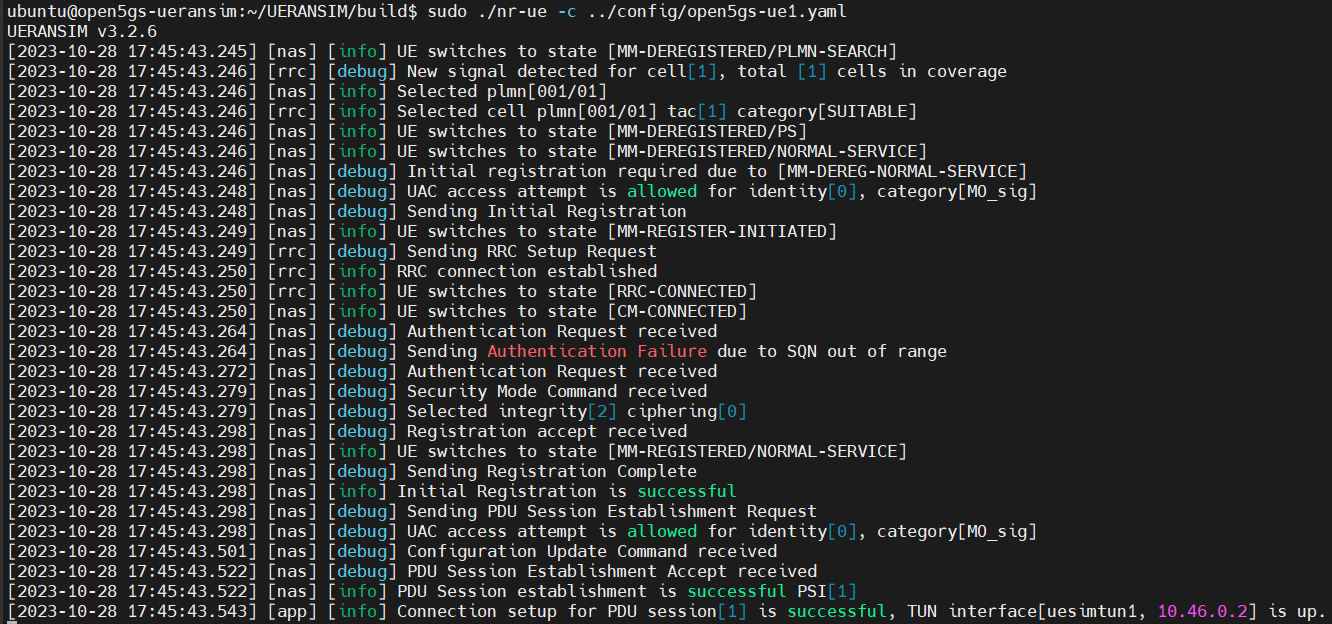 ubuntu@open5gs-ueransim:~/UERANSIM/build$ sudo ./nr-ue -c ../config/open5gs-ue1.yaml
UERANSIM v3.2.6
[2023-10-28 17:45:43.245] [nas] [info] UE switches to state [MM-DEREGISTERED/PLMN-SEARCH]
[2023-10-28 17:45:43.246] [rrc] [debug] New signal detected for cell[1], total [1] cells in coverage
[2023-10-28 17:45:43.246] [nas] [info] Selected plmn[001/01]
[2023-10-28 17:45:43.246] [rrc] [info] Selected cell plmn[001/01] tac[1] category[SUITABLE]
[2023-10-28 17:45:43.246] [nas] [info] UE switches to state [MM-DEREGISTERED/PS]
[2023-10-28 17:45:43.246] [nas] [info] UE switches to state [MM-DEREGISTERED/NORMAL-SERVICE]
[2023-10-28 17:45:43.246] [nas] [debug] Initial registration required due to [MM-DEREG-NORMAL-SERVICE]
[2023-10-28 17:45:43.248] [nas] [debug] UAC access attempt is allowed for identity[0], category[MO_sig]
[2023-10-28 17:45:43.248] [nas] [debug] Sending Initial Registration
[2023-10-28 17:45:43.249] [nas] [info] UE switches to state [MM-REGISTER-INITIATED]
[2023-10-28 17:45:43.249] [rrc] [debug] Sending RRC Setup Request
[2023-10-28 17:45:43.250] [rrc] [info] RRC connection established
[2023-10-28 17:45:43.250] [rrc] [info] UE switches to state [RRC-CONNECTED]
[2023-10-28 17:45:43.250] [nas] [info] UE switches to state [CM-CONNECTED]
[2023-10-28 17:45:43.264] [nas] [debug] Authentication Request received
[2023-10-28 17:45:43.264] [nas] [debug] Sending Authentication Failure due to SQN out of range
[2023-10-28 17:45:43.272] [nas] [debug] Authentication Request received
[2023-10-28 17:45:43.279] [nas] [debug] Security Mode Command received
[2023-10-28 17:45:43.279] [nas] [debug] Selected integrity[2] ciphering[0]
[2023-10-28 17:45:43.298] [nas] [debug] Registration accept received
[2023-10-28 17:45:43.298] [nas] [info] UE switches to state [MM-REGISTERED/NORMAL-SERVICE]
[2023-10-28 17:45:43.298] [nas] [debug] Sending Registration Complete
[2023-10-28 17:45:43.298] [nas] [info] Initial Registration is successful
[2023-10-28 17:45:43.298] [nas] [debug] Sending PDU Session Establishment Request
[2023-10-28 17:45:43.298] [nas] [debug] UAC access attempt is allowed for identity[0], category[MO_sig]
[2023-10-28 17:45:43.501] [nas] [debug] Configuration Update Command received
[2023-10-28 17:45:43.522] [nas] [debug] PDU Session Establishment Accept received
[2023-10-28 17:45:43.522] [nas] [info] PDU Session establishment is successful PSI[1]
[2023-10-28 17:45:43.543] [app] [info] Connection setup for PDU session[1] is successful, TUN interface[uesimtun1, 10.46.0.2] is up.